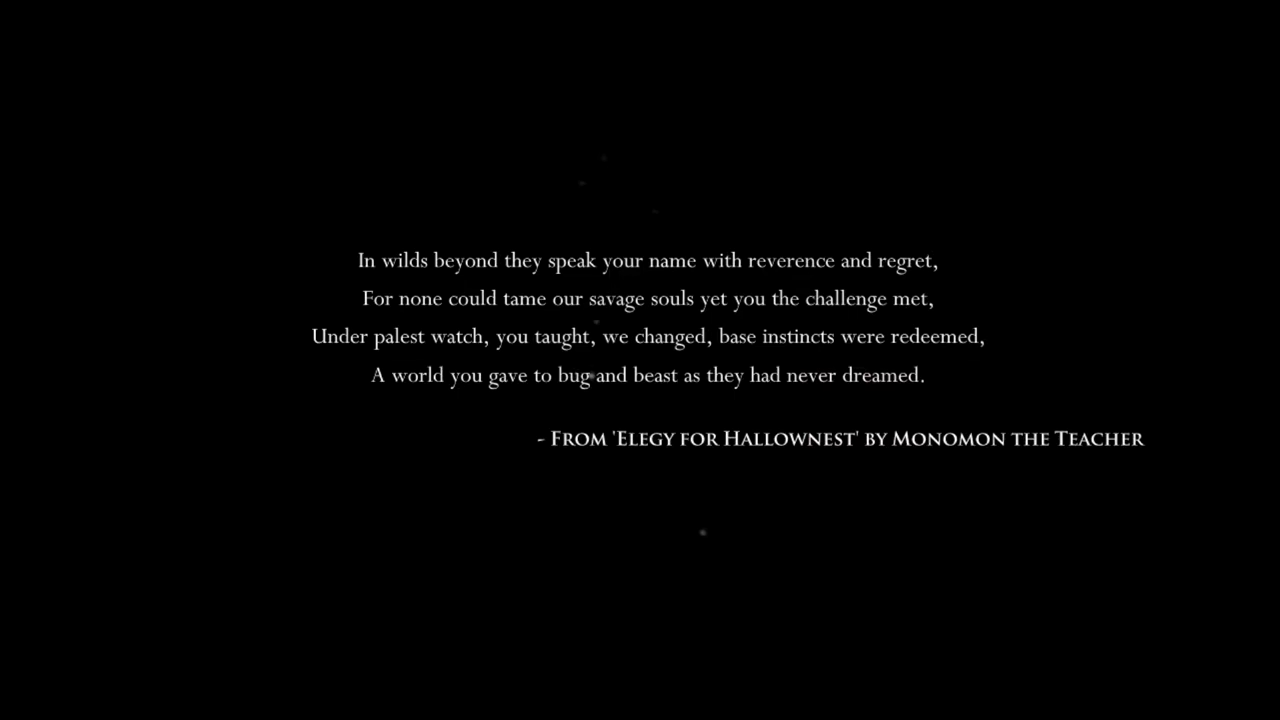 In wilds beyond they speak your name with reverence and regret,
For none could tame our savage souls yet you the challenge met,
Under palest watch, you taught, we changed, base instincts were redeemed,
A world you gave to bug and beast as they had never dreamed.
- From 'Elegy for Hallownest' by Monomon the Teacher